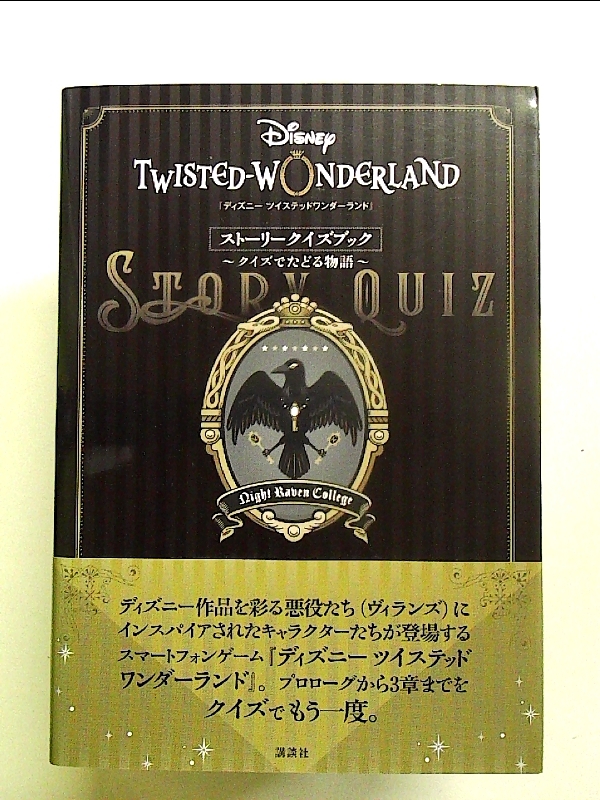 Disney
TWISTED-WONDERLAND
『ディズニー ツイステッドワンダーランド』
ストーリークイズブック
～クイズでたどる物語～
STORY QUIZ
Night Raven College
ディズニー作品を彩る悪役たち（ヴィランズ）に
インスパイアされたキャラクターたちが登場する
スマートフォンゲーム『ディズニー ツイステッド
ワンダーランド』。プロローグから3章までを
クイズでもう一度。
講談社